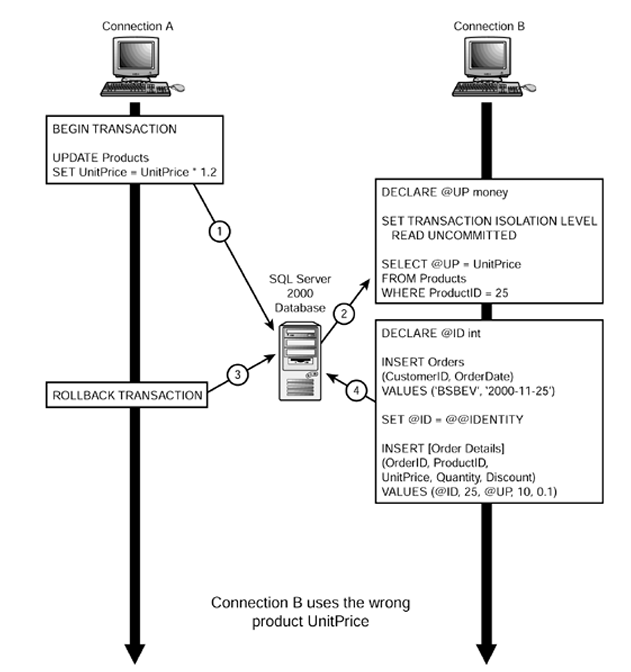 Connection A
Connection B
BEGIN TRANSACTION
UPDATE Products
SET UnitPrice = UnitPrice * 1.2
1
DECLARE @UP money
SET TRANSACTION ISOLATION LEVEL
READ UNCOMMITTED
SELECT @UP = UnitPrice
FROM Products
WHERE ProductID = 25
SQL Server
2000
Database
2
3
ROLLBACK TRANSACTION
4
DECLARE @ID int
INSERT Orders
(CustomerID, OrderDate)
VALUES ('BSBEV', '2000-11-25')
SET @ID = @@IDENTITY
INSERT [Order Details]
(OrderID, ProductID,
UnitPrice, Quantity, Discount)
VALUES (@ID, 25, @UP, 10, 0.1)
Connection B uses the wrong
product UnitPrice